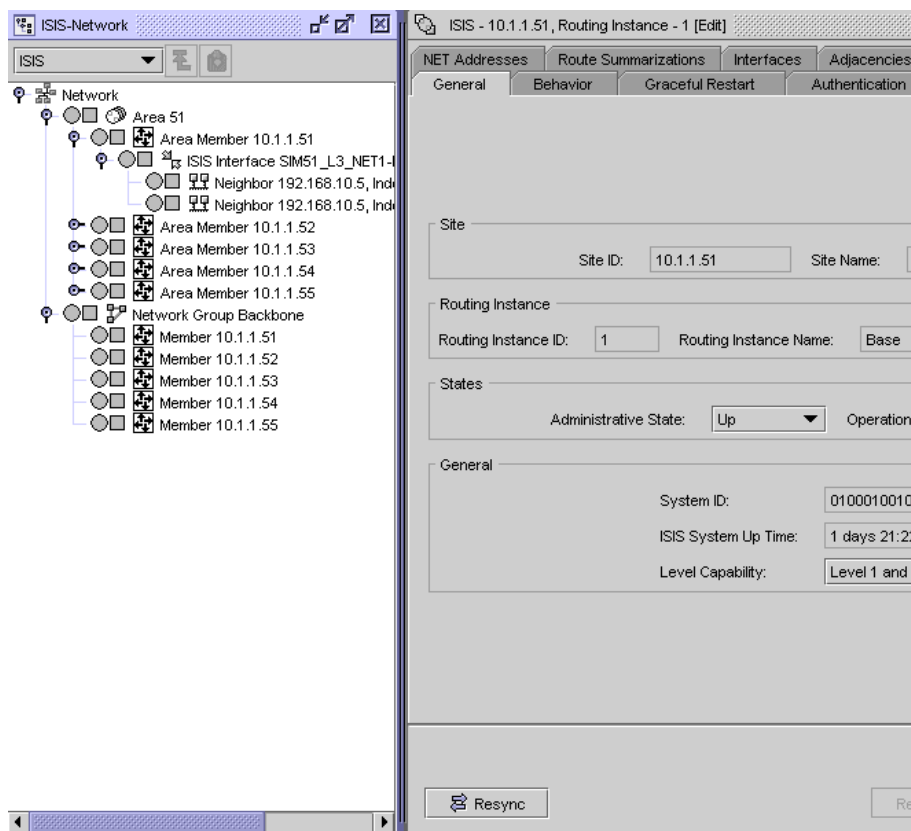 ISIS-Network
ISIS
Network
Area 51
Area Member 10.1.1.51
ISIS Interface SIM51_L3_NET1-
Neighbor 192.168.10.5, Ind
Neighbor 192.168.10.5, Ind
Area Member 10.1.1.52
Area Member 10.1.1.53
Area Member 10.1.1.54
Area Member 10.1.1.55
Network Group Backbone
Member 10.1.1.51
Member 10.1.1.52
Member 10.1.1.53
Member 10.1.1.54
Member 10.1.1.55
ISIS - 10.1.1.51, Routing Instance - 1 [Edit]
NET Addresses Route Summarizations Interfaces Adjacencies
General Behavior Graceful Restart Authentication
Site
Site ID: 10.1.1.51 Site Name:
Routing Instance
Routing Instance ID: 1 Routing Instance Name: Base
States
Administrative State: Up Operation
General
System ID: 0100010010
ISIS System Up Time: 1 days 21:2
Level Capability: Level 1 and
Resync Re